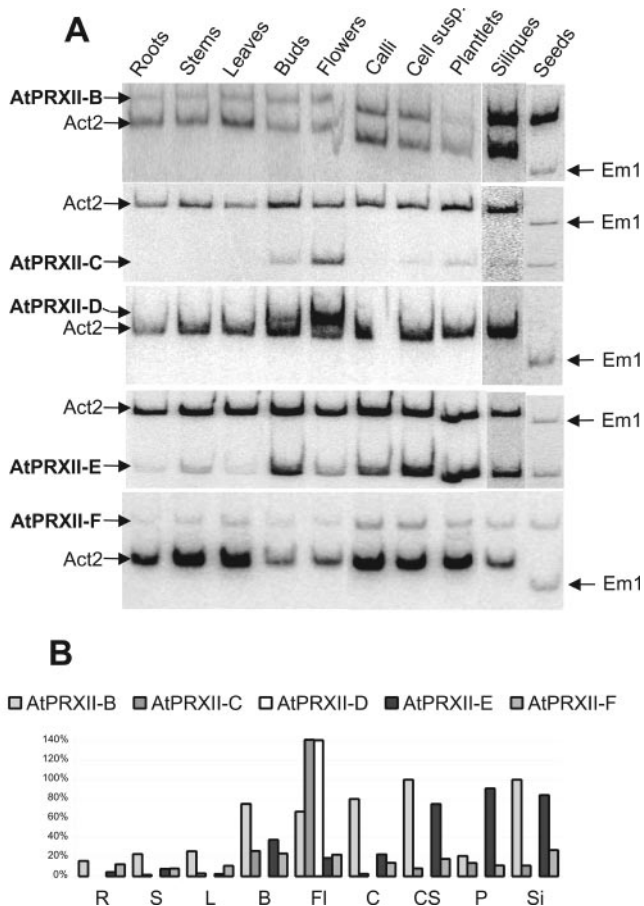 A
Roots Stems Leaves Buds Flowers Calli Cell susp. Plantlets Siliques Seeds
AtPRXII-B
Act2
Em1
Act2
Em1
AtPRXII-C
AtPRXII-D
Act2
Em1
Act2
Em1
AtPRXII-E
AtPRXII-F
Act2
Em1
B
AtPRXII-B AtPRXII-C AtPRXII-D AtPRXII-E AtPRXII-F
140%
120%
100%
80%
60%
40%
20%
0%
R S L B Fl C CS P Si